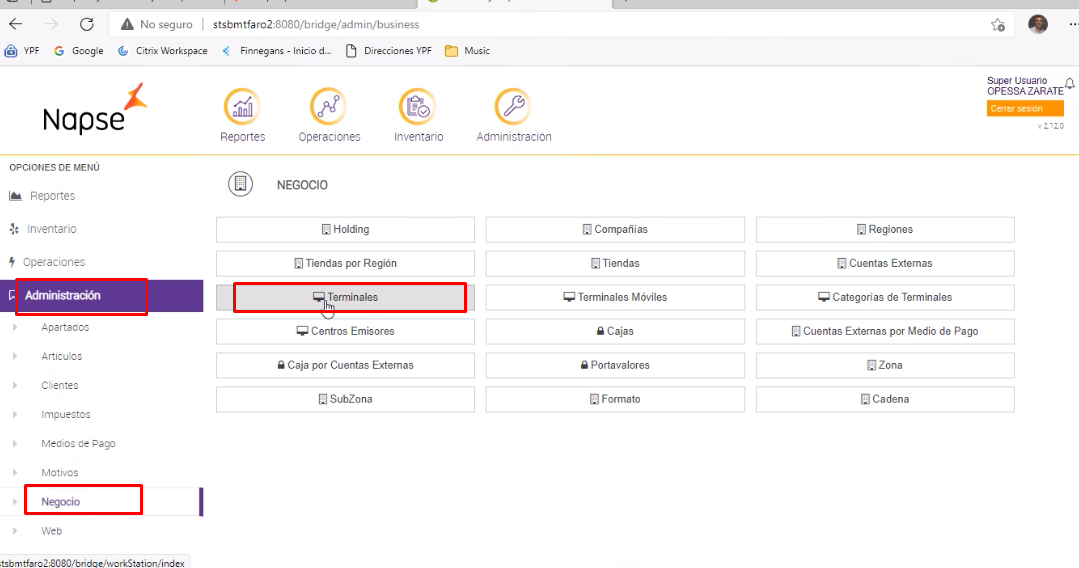 No seguro
stsbmtfaro2:8080/bridge/admin/business
YPF
Google
Citrix Workspace
Finnegans - Inicio d...
Direcciones YPF
Music
Napse
Reportes
Operaciones
Inventario
Administracion
Super Usuario
OPESSA ZARATE
Cerrar sesión
v 2.12.0
OPCIONES DE MENÚ
Reportes
Inventario
Operaciones
Administración
Apartados
Articulos
Clientes
Impuestos
Medios de Pago
Motivos
Negocio
Web
NEGOCIO
Holding
Compañías
Regiones
Tiendas por Región
Tiendas
Cuentas Externas
Terminales
Terminales Móviles
Categorías de Terminales
Centros Emisores
Cajas
Cuentas Externas por Medio de Pago
Caja por Cuentas Externas
Portavalores
Zona
SubZona
Formato
Cadena
stsbmtfaro2:8080/bridge/workStation/index